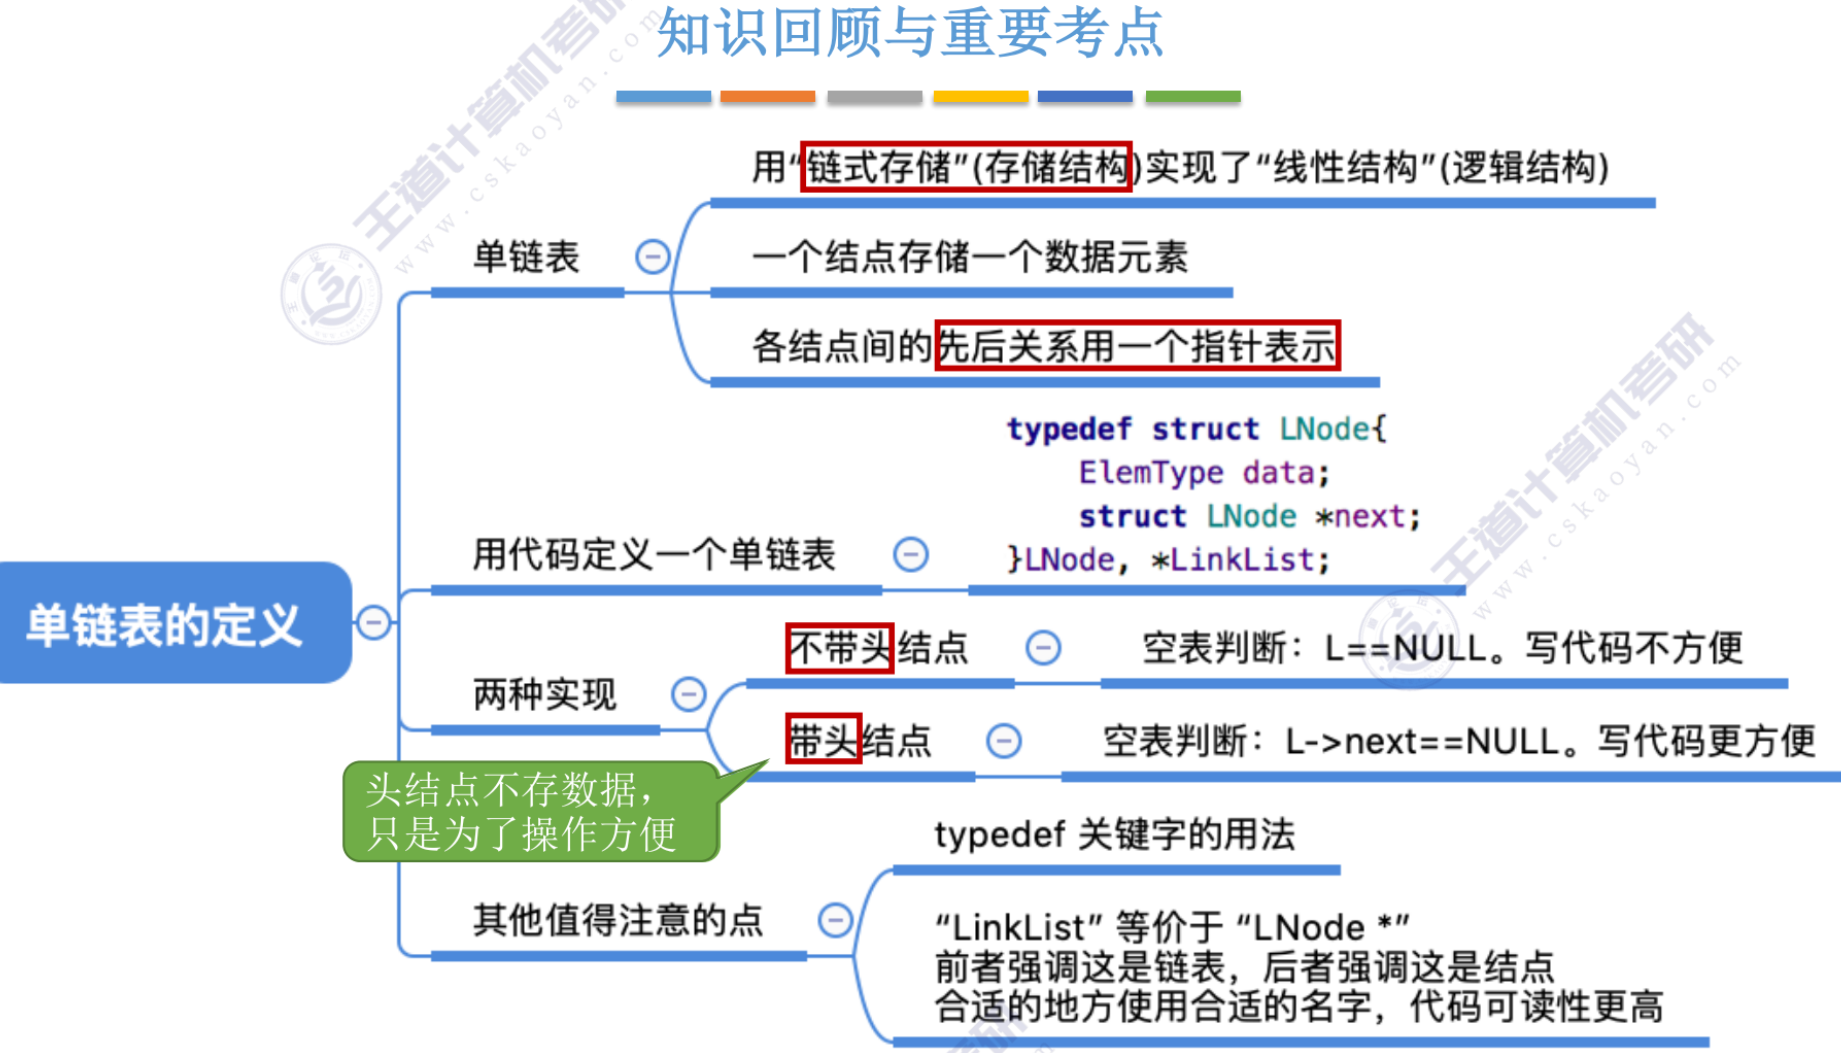 知识回顾与重要考点
用“链式存储”(存储结构)实现了“线性结构”(逻辑结构)
单链表
一个结点存储一个数据元素
各结点间的先后关系用一个指针表示
typedef struct LNode{
ElemType data;
struct LNode *next;
}LNode, *LinkList;
用代码定义一个单链表
单链表的定义
不带头结点
空表判断：L==NULL。写代码不方便
两种实现
带头结点
空表判断：L->next==NULL。写代码更方便
头结点不存数据，
只是为了操作方便
typedef 关键字的用法
其他值得注意的点
“LinkList” 等价于 “LNode *”
前者强调这是链表，后者强调这是结点
合适的地方使用合适的名字，代码可读性更高
王道计算机考研
www.cskaoyan.com
王道计算机考研
www.cskaoyan.com